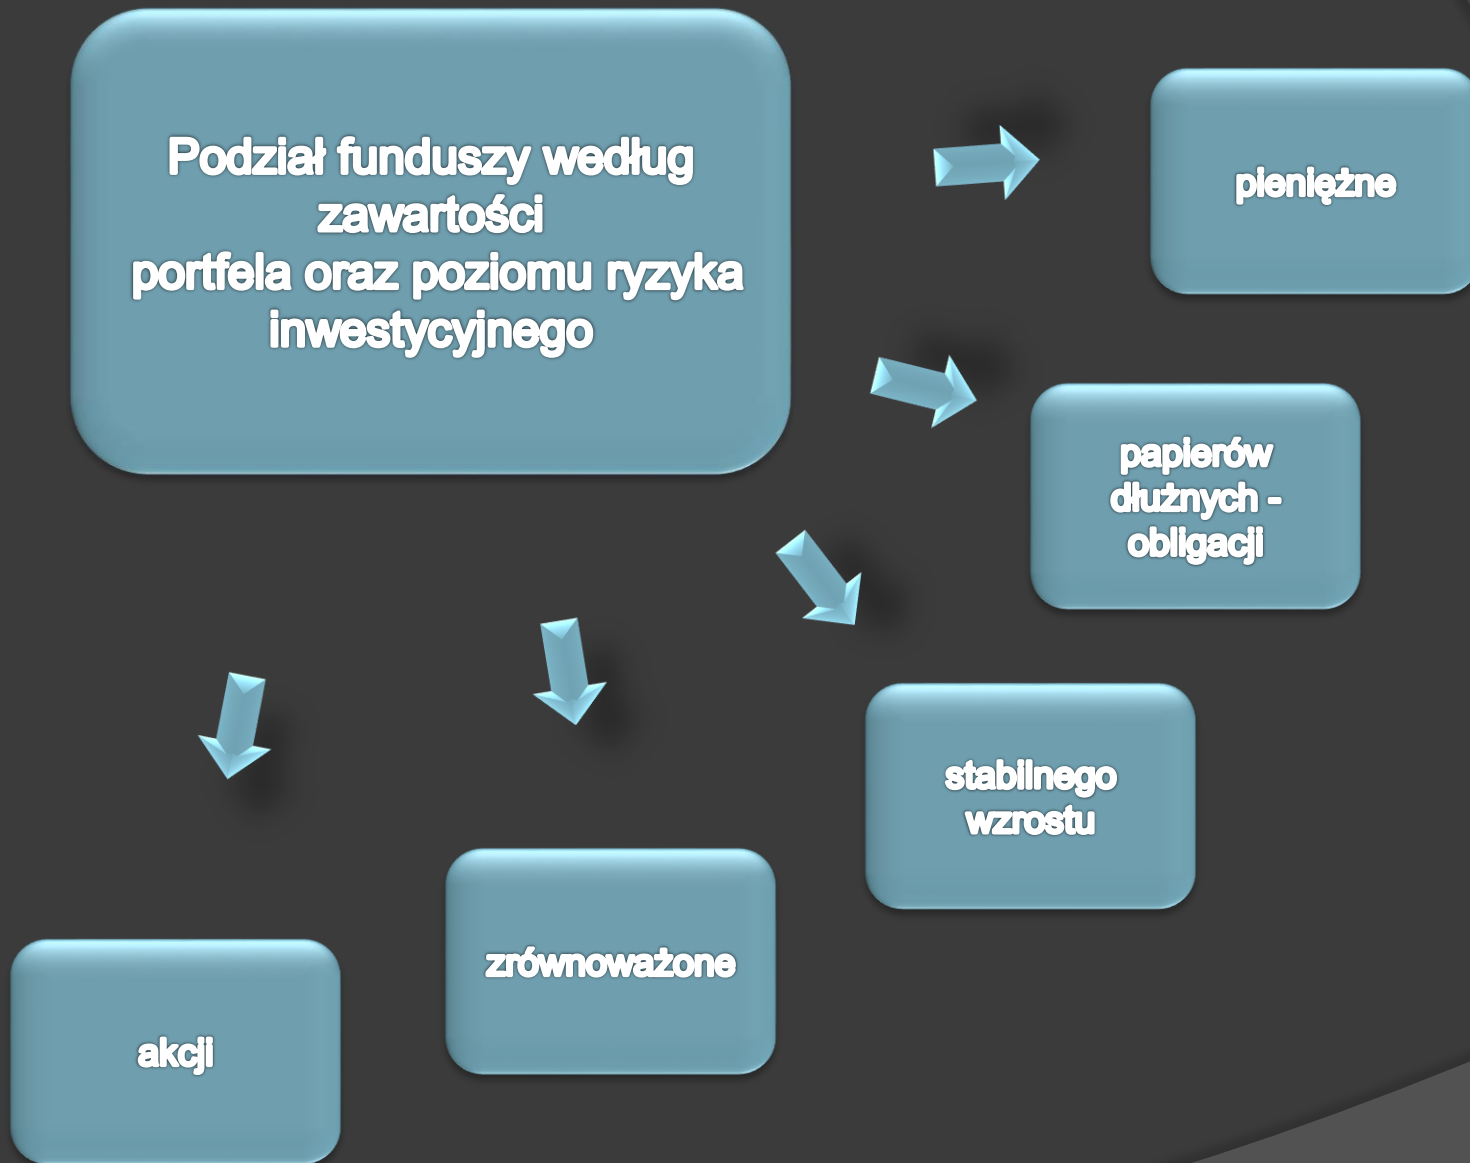 Podział funduszy według
zawartości
portfela oraz poziomu ryzyka
inwestycyjnego
pieniężne
papierów
dłużnych -
obligacji
stabilnego
wzrostu
zrównoważone
akcji